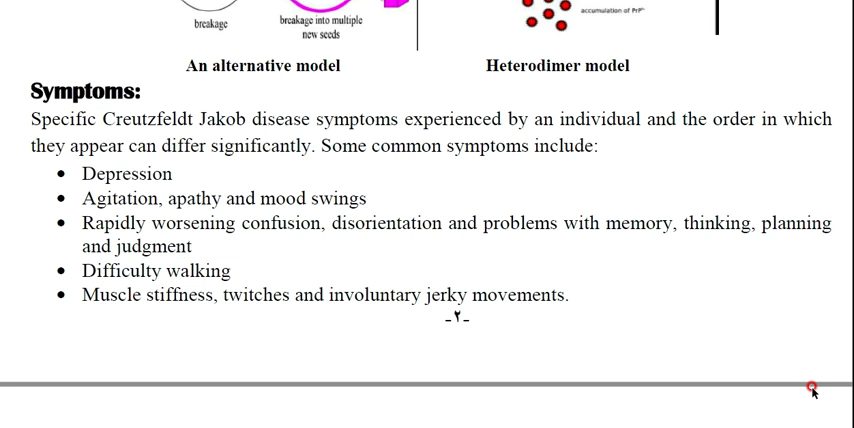 breakage
breakage into multiple
new seeds
accumulation of PrPˢᶜ
An alternative model
Heterodimer model
Symptoms:
Specific Creutzfeldt Jakob disease symptoms experienced by an individual and the order in which
they appear can differ significantly. Some common symptoms include:
• Depression
• Agitation, apathy and mood swings
• Rapidly worsening confusion, disorientation and problems with memory, thinking, planning
and judgment
• Difficulty walking
• Muscle stiffness, twitches and involuntary jerky movements.
-٢-